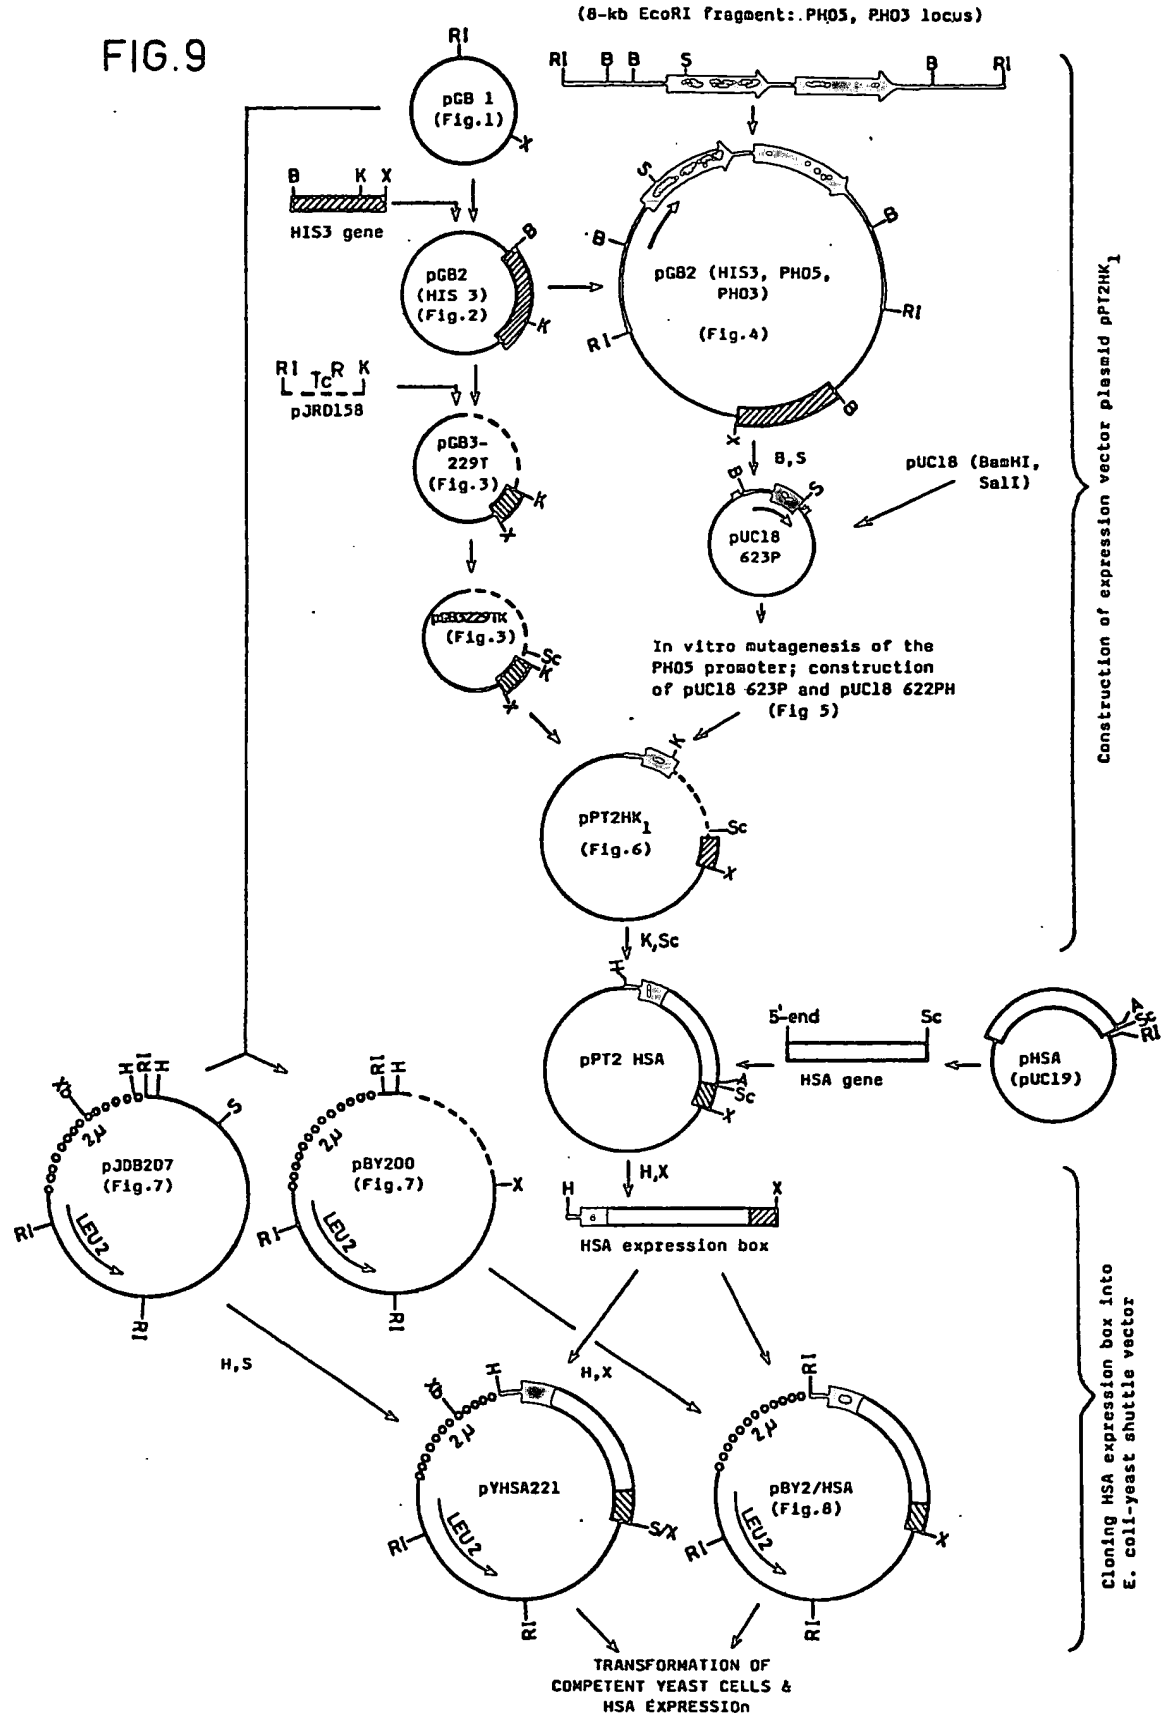 (8-kb EcoRI fragment: PHO5, PHO3 locus)
FIG.9
RI
pGB 1
(Fig.1)
X
RI B B S B RI
B K X
HIS3 gene
B
pGB2
(HIS 3)
(Fig.2)
K
S
B
B
pGB2 (HIS3, PHO5,
PHO3)
(Fig.4)
RI
RI
B
X
RI TcR K
pJRD158
pGB3-
229T
(Fig.3)
K
X
B,S
pUC18 (BamHI,
SalI)
B
S
pUC18
623P
pGB3229TK
(Fig.3)
Sc
K
X
In vitro mutagenesis of the
PHO5 promoter; construction
of pUC18 623P and pUC18 622PH
(Fig 5)
K
pPT2HK1
(Fig.6)
Sc
X
K,Sc
Construction of expression vector plasmid pPT2HK1
H
pPT2 HSA
A
Sc
X
5'-end Sc
HSA gene
pHSA
(pUC19)
A
RI
H,X
H X
HSA expression box
Xb
H RI H
S
2µ
pJDB207
(Fig.7)
LEU2
RI
RI
RI H
2µ
pBY200
(Fig.7)
X
LEU2
RI
RI
H,S
H,X
Xb
H
2µ
pYHSA221
LEU2
S/X
RI
RI
RI
2µ
pBY2/HSA
(Fig.8)
LEU2
X
RI
RI
Cloning HSA expression box into
E. coli-yeast shuttle vector
TRANSFORMATION OF
COMPETENT YEAST CELLS &
HSA EXPRESSIOn